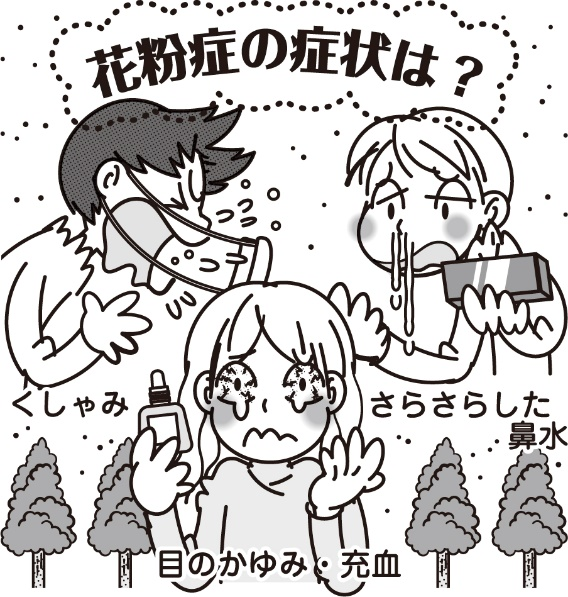 花粉症の症状は？
くしゃみ
さらさらした
鼻水
目のかゆみ・充血